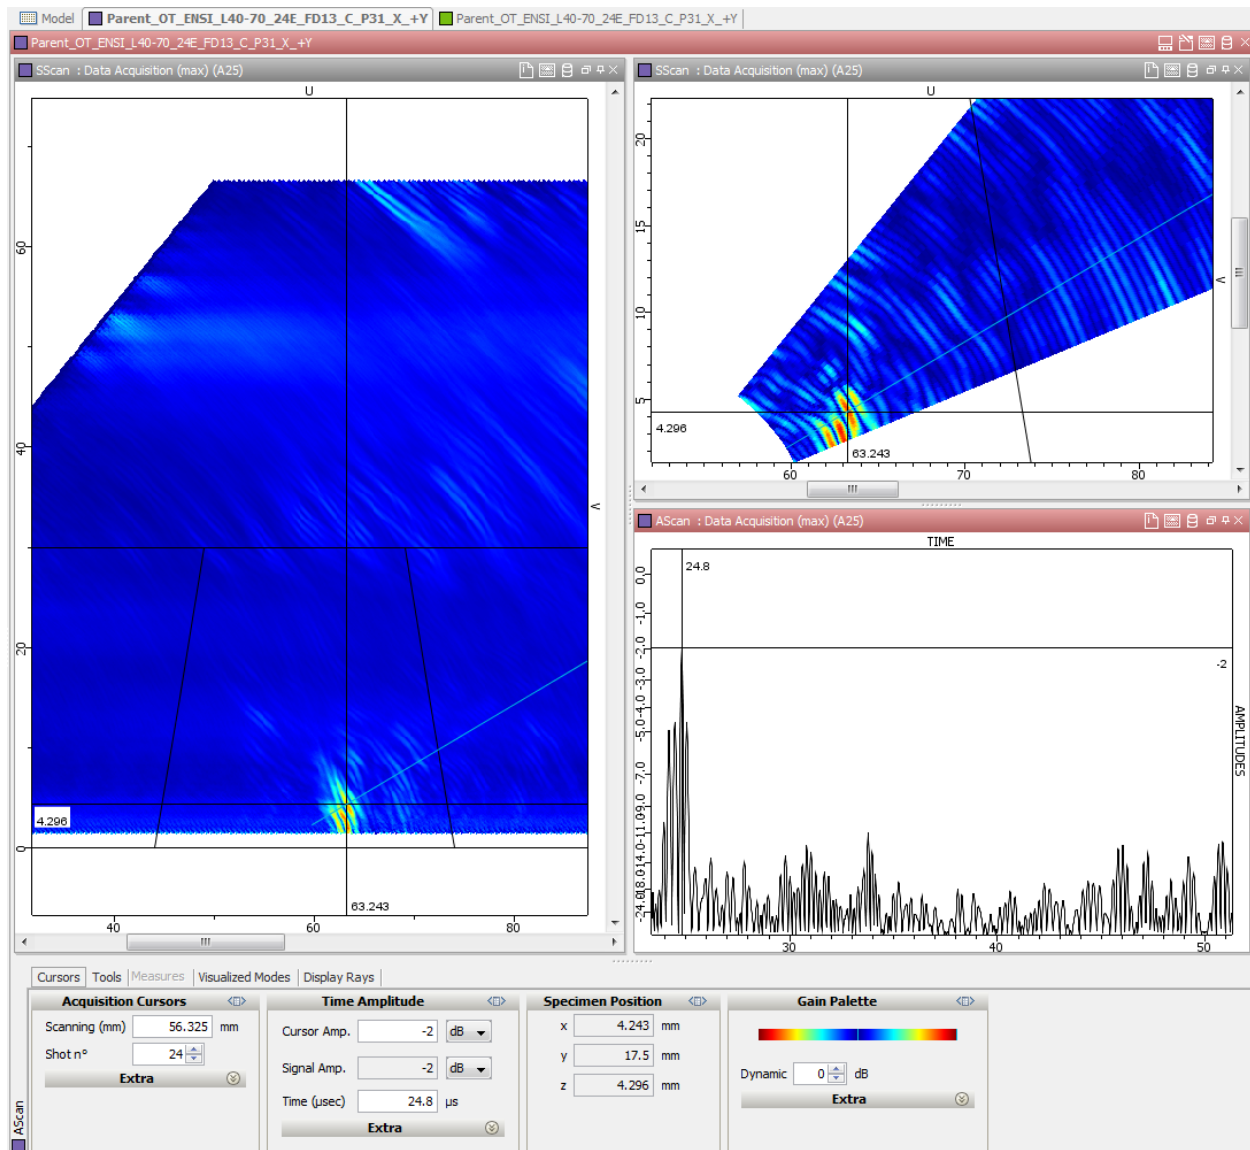 Model Parent_OT_ENSI_L40-70_24E_FD13_C_P31_X_+Y Parent_OT_ENSI_L40-70_24E_FD13_C_P31_X_+Y
Parent_OT_ENSI_L40-70_24E_FD13_C_P31_X_+Y
SScan : Data Acquisition (max) (A25)
U
60
40
20
0
V
4.296
63.243
40 60 80
SScan : Data Acquisition (max) (A25)
U
20
15
10
5
V
4.296
63.243
60 70 80
AScan : Data Acquisition (max) (A25)
TIME
24.8
-2
0.0
-1.0
-2.0
-3.0
-4.0
-5.0
-7.0
-9.0
-11.0
-14.0
-18.0
-24.0
AMPLITUDES
30 40 50
Cursors Tools Measures Visualized Modes Display Rays
Acquisition Cursors
Scanning (mm) 56.325 mm
Shot n° 24
Extra
Time Amplitude
Cursor Amp. -2 dB
Signal Amp. -2 dB
Time (µsec) 24.8 µs
Extra
Specimen Position
x 4.243 mm
y 17.5 mm
z 4.296 mm
Gain Palette
Dynamic 0 dB
Extra
AScan